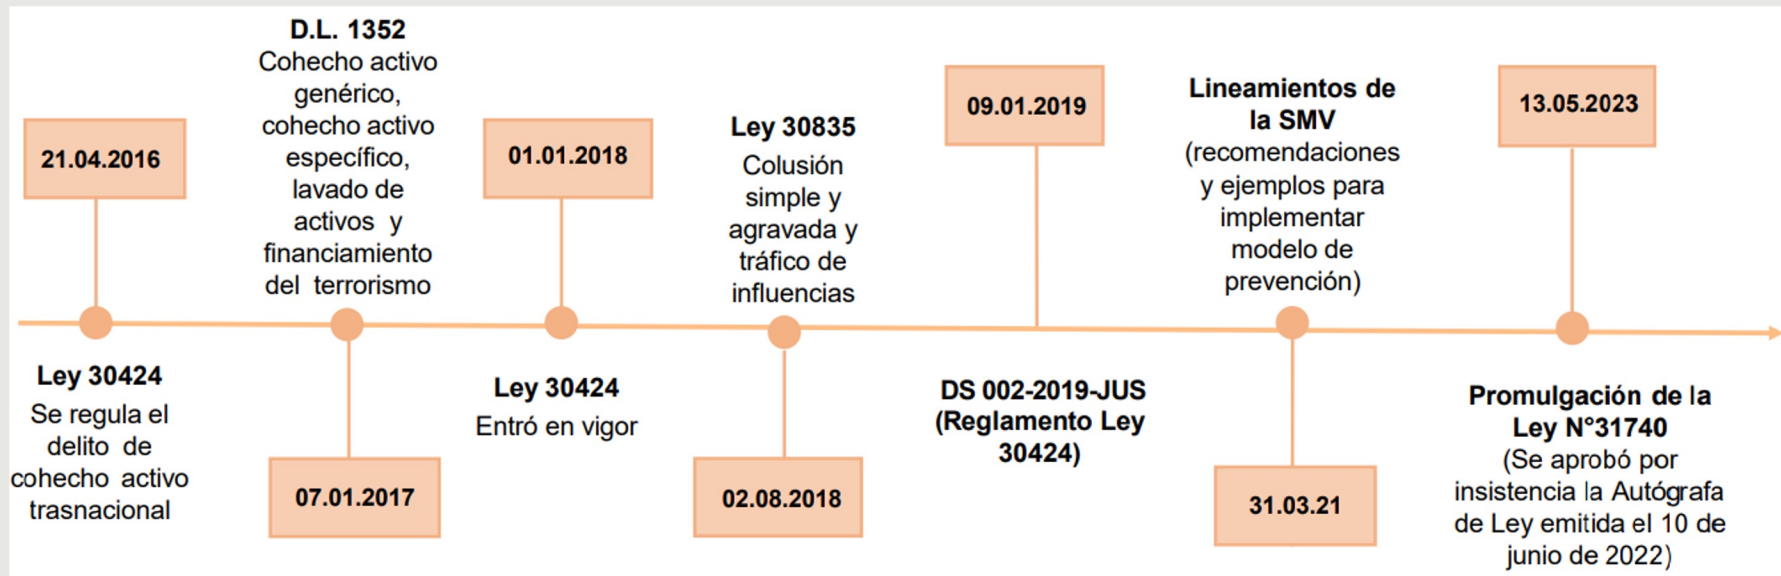 21.04.2016
Ley 30424
Se regula el
delito de
cohecho activo
trasnacional
D.L. 1352
Cohecho activo
genérico,
cohecho activo
específico,
lavado de
activos y
financiamiento
del terrorismo
07.01.2017
01.01.2018
Ley 30424
Entró en vigor
Ley 30835
Colusión
simple y
agravada y
tráfico de
influencias
02.08.2018
09.01.2019
DS 002-2019-JUS
(Reglamento Ley
30424)
Lineamientos de
la SMV
(recomendaciones
y ejemplos para
implementar
modelo de
prevención)
31.03.21
13.05.2023
Promulgación de la
Ley N°31740
(Se aprobó por
insistencia la Autógrafa
de Ley emitida el 10 de
junio de 2022)